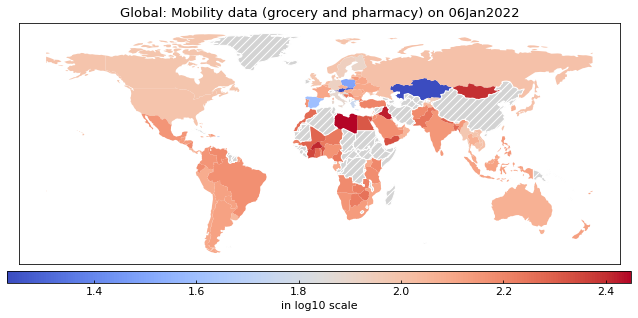 Global: Mobility data (grocery and pharmacy) on 06Jan2022
1.4 1.6 1.8 2.0 2.2 2.4
in log10 scale